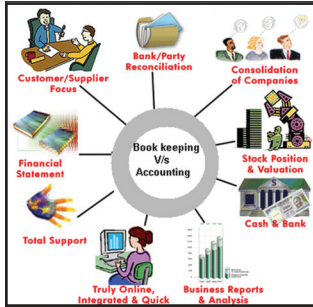 Customer/Supplier
Focus
Bank/Party
Reconciliation
Consolidation
of Companies
Book keeping
V/s
Accounting
Financial
Statement
Stock Position
& Valuation
Total Support
Cash & Bank
Truly Online,
Integrated & Quick
Business Reports
& Analysis